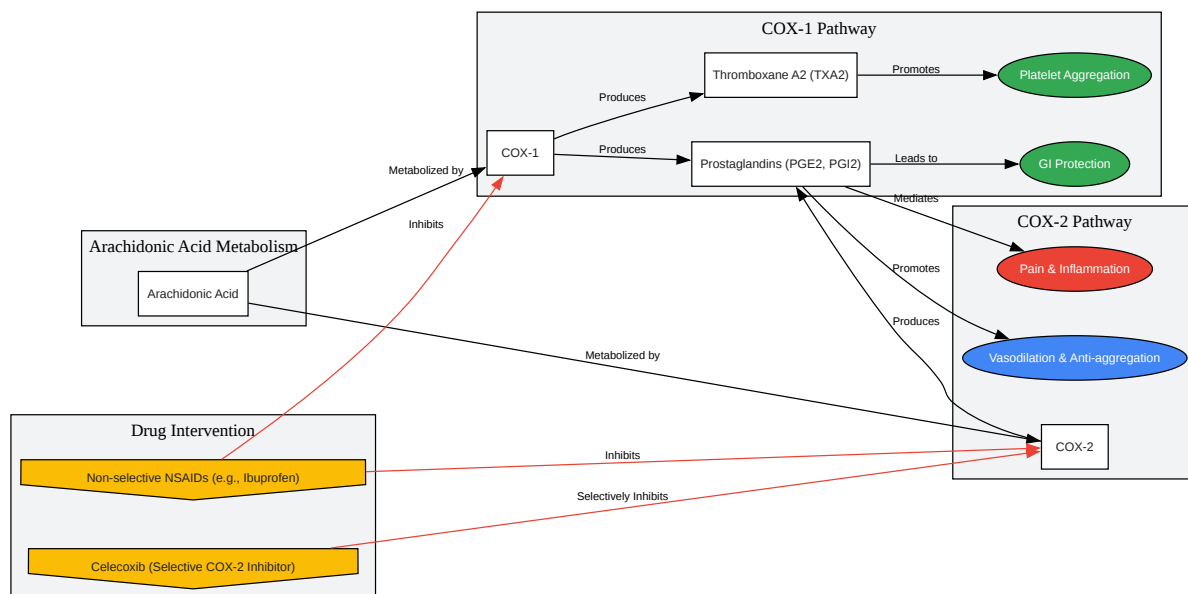 COX-1 Pathway
Thromboxane A2 (TXA2)
Promotes
Platelet Aggregation
Produces
COX-1
Produces
Prostaglandins (PGE2, PGI2)
Leads to
GI Protection
Metabolized by
Mediates
Inhibits
COX-2 Pathway
Arachidonic Acid Metabolism
Pain & Inflammation
Promotes
Arachidonic Acid
Produces
Metabolized by
Vasodilation & Anti-aggregation
Drug Intervention
COX-2
Inhibits
Non-selective NSAIDs (e.g., Ibuprofen)
Selectively Inhibits
Celecoxib (Selective COX-2 Inhibitor)